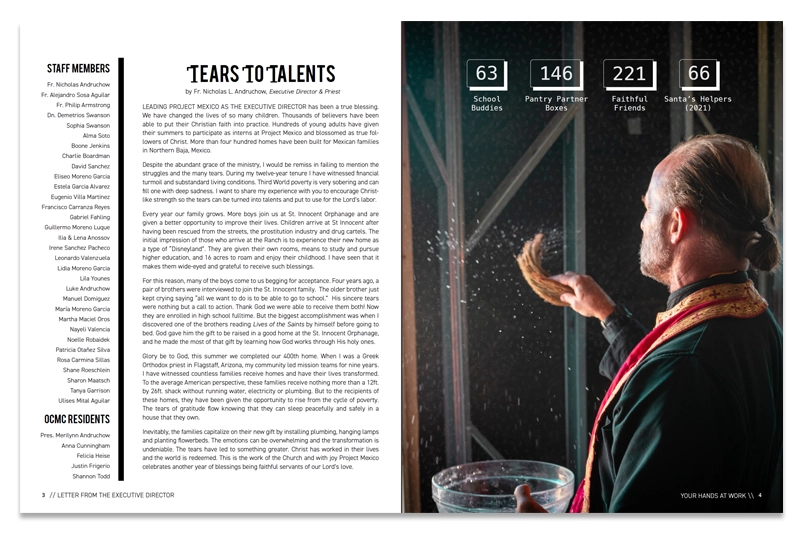 STAFF MEMBERS
Fr. Nicholas Andruchow
Fr. Alejandro Sosa Aguilar
Fr. Philip Armstrong
Dn. Demetrios Swanson
Sophia Swanson
Alma Soto
Boone Jenkins
Charlie Boardman
David Sanchez
Eliseo Moreno Garcia
Estela Garcia Alvarez
Eugenio Villa Martinez
Francisco Carranza Reyes
Gabriel Fahling
Guillermo Moreno Luque
Ilia & Lena Anossov
Irene Sanchez Pacheco
Leonardo Valenzuela
Lidia Moreno Garcia
Lila Younes
Luke Andruchow
Manuel Domiguez
María Moreno García
Martha Maciel Oros
Nayeli Valencia
Noelle Robaidek
Patricia Otañez Silva
Rosa Carmina Sillas
Shane Roeschlein
Sharon Maatsch
Tanya Garrison
Ulises Mital Aguilar
OCMC RESIDENTS
Pres. Merilynn Andruchow
Anna Cunningham
Felicia Heise
Justin Frigerio
Shannon Todd
TEARS TO TALENTS
by Fr. Nicholas L. Andruchow, Executive Director & Priest
LEADING PROJECT MEXICO AS THE EXECUTIVE DIRECTOR has been a true blessing.
We have changed the lives of so many children. Thousands of believers have been
able to put their Christian faith into practice. Hundreds of young adults have given
their summers to participate as interns at Project Mexico and blossomed as true fol-
lowers of Christ. More than four hundred homes have been built for Mexican families
in Northern Baja, Mexico.
Despite the abundant grace of the ministry, I would be remiss in failing to mention the
struggles and the many tears. During my twelve-year tenure I have witnessed financial
turmoil and substandard living conditions. Third World poverty is very sobering and can
fill one with deep sadness. I want to share my experience with you to encourage Christ-
like strength so the tears can be turned into talents and put to use for the Lord's labor.
Every year our family grows. More boys join us at St. Innocent Orphanage and are
given a better opportunity to improve their lives. Children arrive at St Innocent after
having been rescued from the streets, the prostitution industry and drug cartels. The
initial impression of those who arrive at the Ranch is to experience their new home as
a type of "Disneyland". They are given their own rooms, means to study and pursue
higher education, and 16 acres to roam and enjoy their childhood. I have seen that it
makes them wide-eyed and grateful to receive such blessings.
For this reason, many of the boys come to us begging for acceptance. Four years ago, a
pair of brothers were interviewed to join the St. Innocent family. The older brother just
kept crying saying "all we want to do is to be able to go to school." His sincere tears
were nothing but a call to action. Thank God we were able to receive them both! Now
they are enrolled in high school fulltime. But the biggest accomplishment was when I
discovered one of the brothers reading Lives of the Saints by himself before going to
bed. God gave him the gift to be raised in a good home at the St. Innocent Orphanage,
and he made the most of that gift by learning how God works through His holy ones.
Glory be to God, this summer we completed our 400th home. When I was a Greek
Orthodox priest in Flagstaff, Arizona, my community led mission teams for nine years.
I have witnessed countless families receive homes and have their lives transformed.
To the average American perspective, these families receive nothing more than a 12ft.
by 26ft. shack without running water, electricity or plumbing. But to the recipients of
these homes, they have been given the opportunity to rise from the cycle of poverty.
The tears of gratitude flow knowing that they can sleep peacefully and safely in a
house that they own.
Inevitably, the families capitalize on their new gift by installing plumbing, hanging lamps
and planting flowerbeds. The emotions can be overwhelming and the transformation is
undeniable. The tears have led to something greater. Christ has worked in their lives
and the world is redeemed. This is the work of the Church and with joy Project Mexico
celebrates another year of blessings being faithful servants of our Lord's love.
3 // LETTER FROM THE EXECUTIVE DIRECTOR
63
School
Buddies
146
Pantry Partner
Boxes
221
Faithful
Friends
66
Santa's Helpers
(2021)
YOUR HANDS AT WORK \\ 4